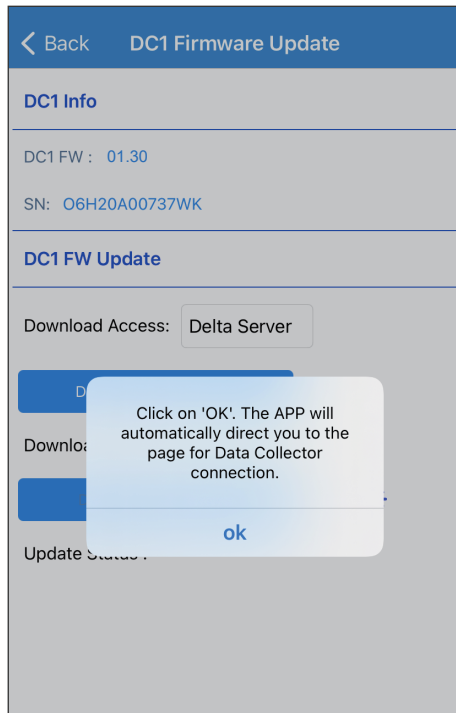 Back DC1 Firmware Update
DC1 Info
DC1 FW : 01.30
SN: O6H20A00737WK
DC1 FW Update
Download Access: Delta Server
Click on 'OK'. The APP will
automatically direct you to the
page for Data Collector
connection.
ok
Update Status :